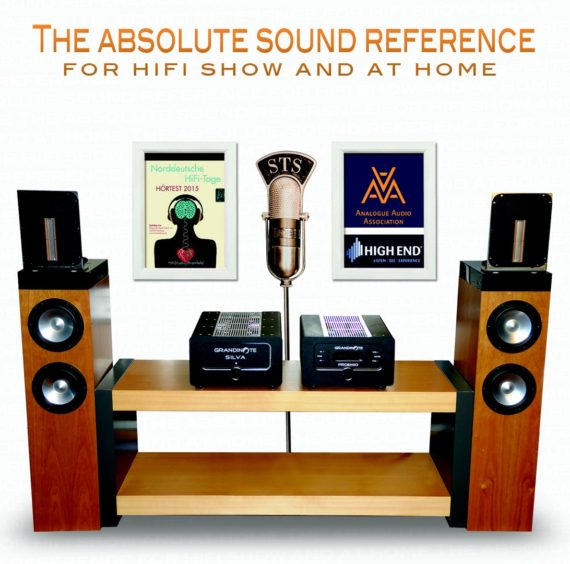 THE ABSOLUTE SOUND REFERENCE
FOR HIFI SHOW AND AT HOME
STS
Norddeutsche
HiFi-Tage
HÖRTEST 2015
ANALOGUE AUDIO
ASSOCIATION
HIGH END
GRANDINOTE
SILVA
GRANDINOTE
PROEMIO